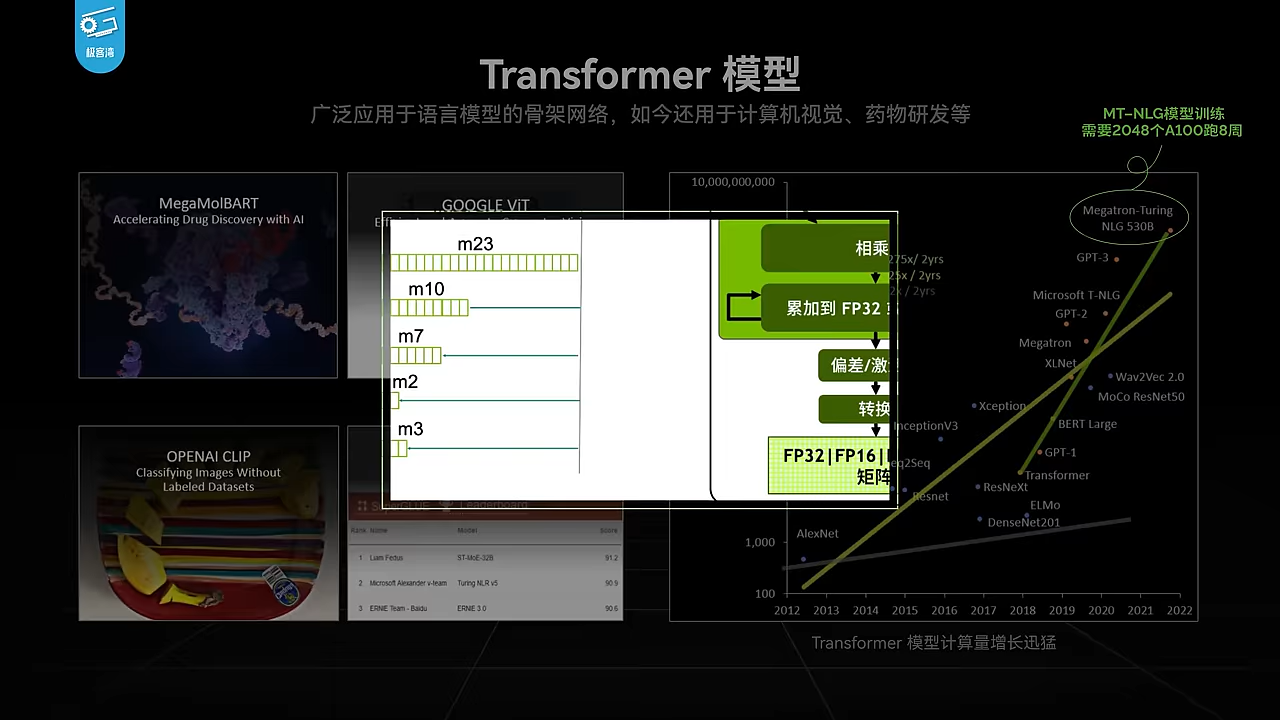 极客湾
Transformer 模型
广泛应用于语言模型的骨架网络，如今还用于计算机视觉、药物研发等
MT-NLG模型训练
需要2048个A100跑8周
MegaMolBART
Accelerating Drug Discovery with AI
GOOGLE ViT
OPENAI CLIP
Classifying Images Without
Labeled Datasets
SuperGLUE Leaderboard
Rank Name Model Score
1 Liam Fedus ST-MoE-32B 91.2
2 Microsoft Alexander v-team Turing NLR v5 90.9
3 ERNIE Team - Baidu ERNIE 3.0 90.6
m23
m10
m7
m2
m3
相乘
累加到 FP32
偏差/激
转换
FP32|FP16|
矩阵
10,000,000,000
275x/ 2yrs
25x / 2yrs
2x / 2yrs
Megatron-Turing
NLG 530B
GPT-3
Microsoft T-NLG
GPT-2
Megatron
XLNet
Wav2Vec 2.0
MoCo ResNet50
Xception
InceptionV3
BERT Large
GPT-1
eq2Seq
Transformer
ResNeXt
Resnet
ELMo
DenseNet201
AlexNet
1,000
100
2012 2013 2014 2015 2016 2017 2018 2019 2020 2021 2022
Transformer 模型计算量增长迅猛